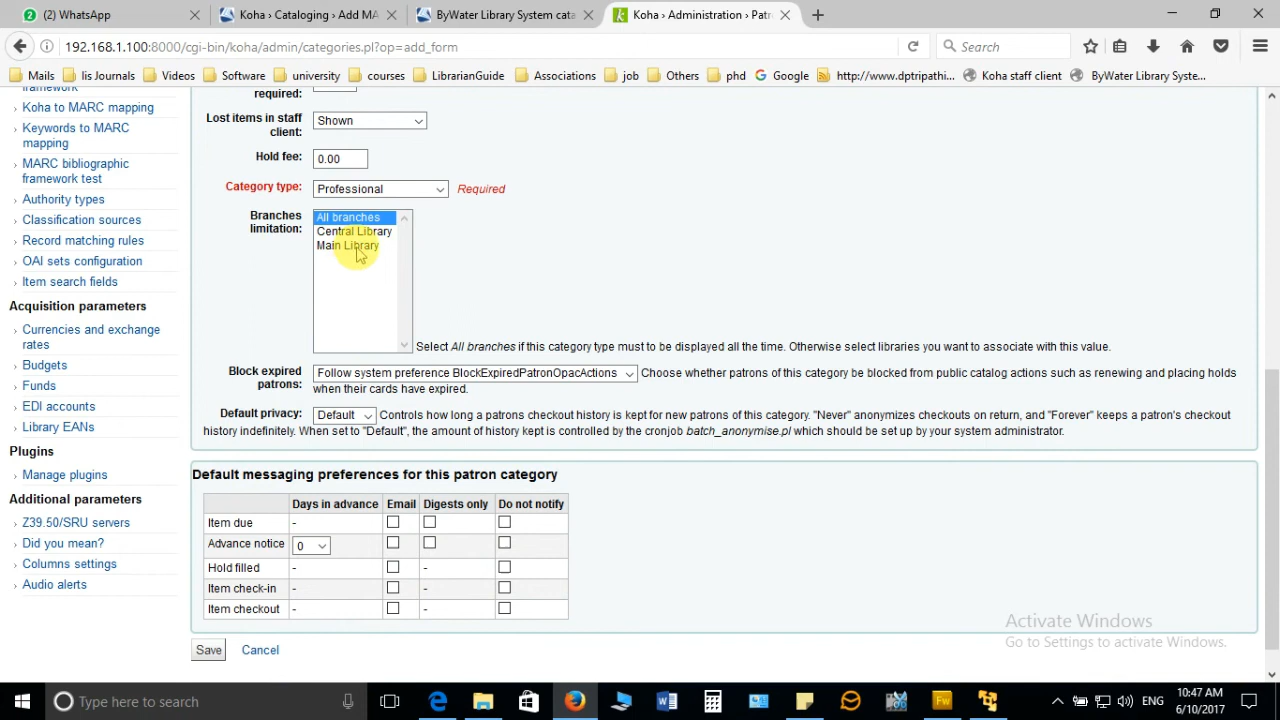 (2) WhatsApp
Koha › Cataloging › Add MA
ByWater Library System cata
Koha › Administration › Patr
192.168.1.100:8000/cgi-bin/koha/admin/categories.pl?op=add_form
Search
Mails
lis Journals
Videos
Software
university
courses
LibrarianGuide
Associations
job
Others
phd
Google
http://www.dptripathi...
Koha staff client
ByWater Library Syste...
framework
Koha to MARC mapping
Keywords to MARC
mapping
MARC bibliographic
framework test
Authority types
Classification sources
Record matching rules
OAI sets configuration
Item search fields
Acquisition parameters
Currencies and exchange
rates
Budgets
Funds
EDI accounts
Library EANs
Plugins
Manage plugins
Additional parameters
Z39.50/SRU servers
Did you mean?
Columns settings
Audio alerts
required:
Lost items in staff
client:
Shown
Hold fee:
0.00
Category type:
Professional
Required
Branches
limitation:
All branches
Central Library
Main Library
Select All branches if this category type must to be displayed all the time. Otherwise select libraries you want to associate with this value.
Block expired
patrons:
Follow system preference BlockExpiredPatronOpacActions
Choose whether patrons of this category be blocked from public catalog actions such as renewing and placing holds
when their cards have expired.
Default privacy:
Default
Controls how long a patrons checkout history is kept for new patrons of this category. "Never" anonymizes checkouts on return, and "Forever" keeps a patron's checkout
history indefinitely. When set to "Default", the amount of history kept is controlled by the cronjob batch_anonymise.pl which should be set up by your system administrator.
Default messaging preferences for this patron category
Days in advance Email Digests only Do not notify
Item due -
Advance notice 0
Hold filled - -
Item check-in - -
Item checkout - -
Save
Cancel
Activate Windows
Go to Settings to activate Windows.
Type here to search
ENG
10:47 AM
6/10/2017